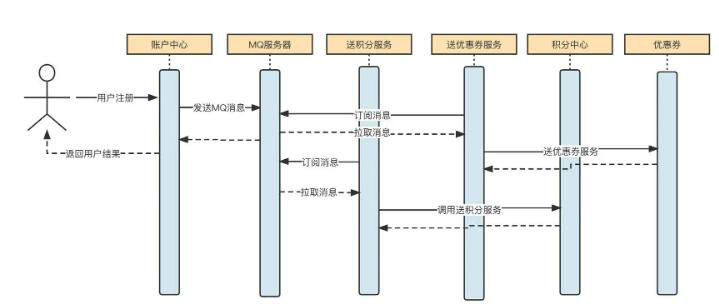 账户中心
MQ服务器
送积分服务
送优惠券服务
积分中心
优惠券
用户注册
发送MQ消息
订阅消息
拉取消息
返回用户结果
送优惠券服务
订阅消息
拉取消息
调用送积分服务